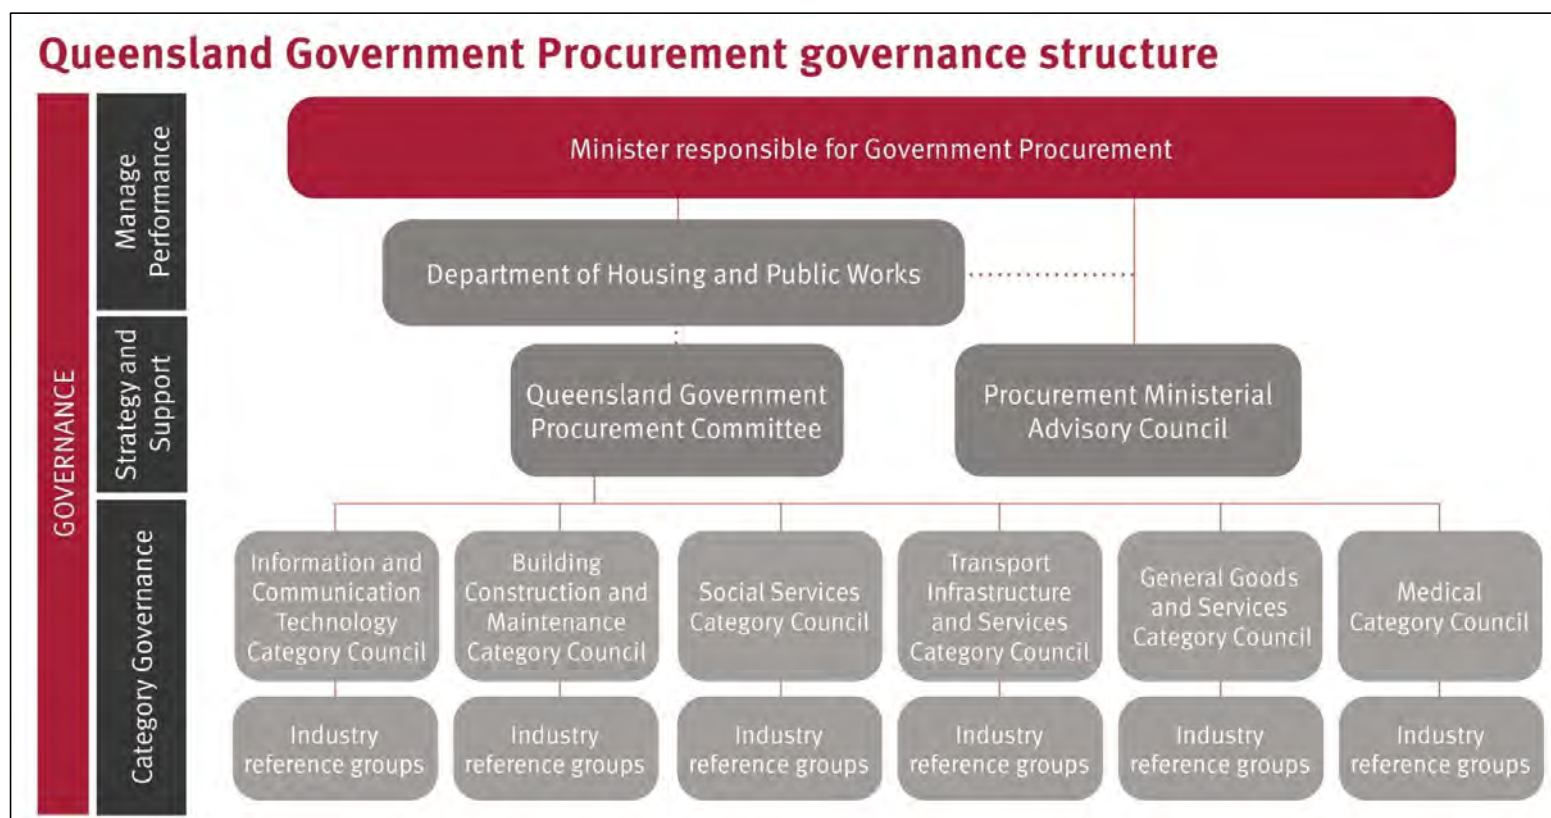 Queensland Government Procurement governance structure
GOVERNANCE
Manage
Performance
Minister responsible for Government Procurement
Department of Housing and Public Works
Strategy and
Support
Queensland Government
Procurement Committee
Procurement Ministerial
Advisory Council
Category Governance
Information and
Communication
Technology
Category Council
Building
Construction and
Maintenance
Category Council
Social Services
Category Council
Transport
Infrastructure
and Services
Category Council
General Goods
and Services
Category Council
Medical
Category Council
Industry
reference groups
Industry
reference groups
Industry
reference groups
Industry
reference groups
Industry
reference groups
Industry
reference groups